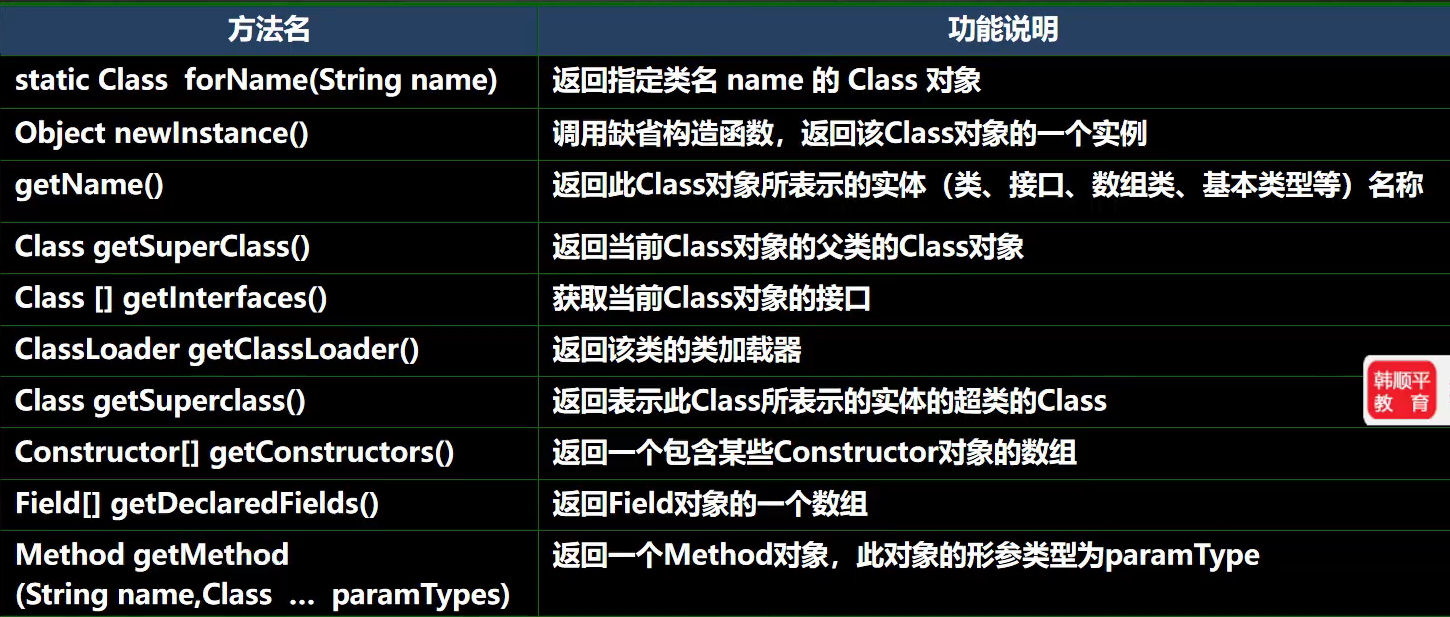 方法名 功能说明
static Class forName(String name) 返回指定类名 name 的 Class 对象
Object newInstance() 调用缺省构造函数，返回该Class对象的一个实例
getName() 返回此Class对象所表示的实体（类、接口、数组类、基本类型等）名称
Class getSuperClass() 返回当前Class对象的父类的Class对象
Class [] getInterfaces() 获取当前Class对象的接口
ClassLoader getClassLoader() 返回该类的类加载器
Class getSuperclass() 返回表示此Class所表示的实体的超类的Class
Constructor[] getConstructors() 返回一个包含某些Constructor对象的数组
Field[] getDeclaredFields() 返回Field对象的一个数组
Method getMethod 返回一个Method对象，此对象的形参类型为paramType
(String name,Class … paramTypes)
韩顺平
教 育